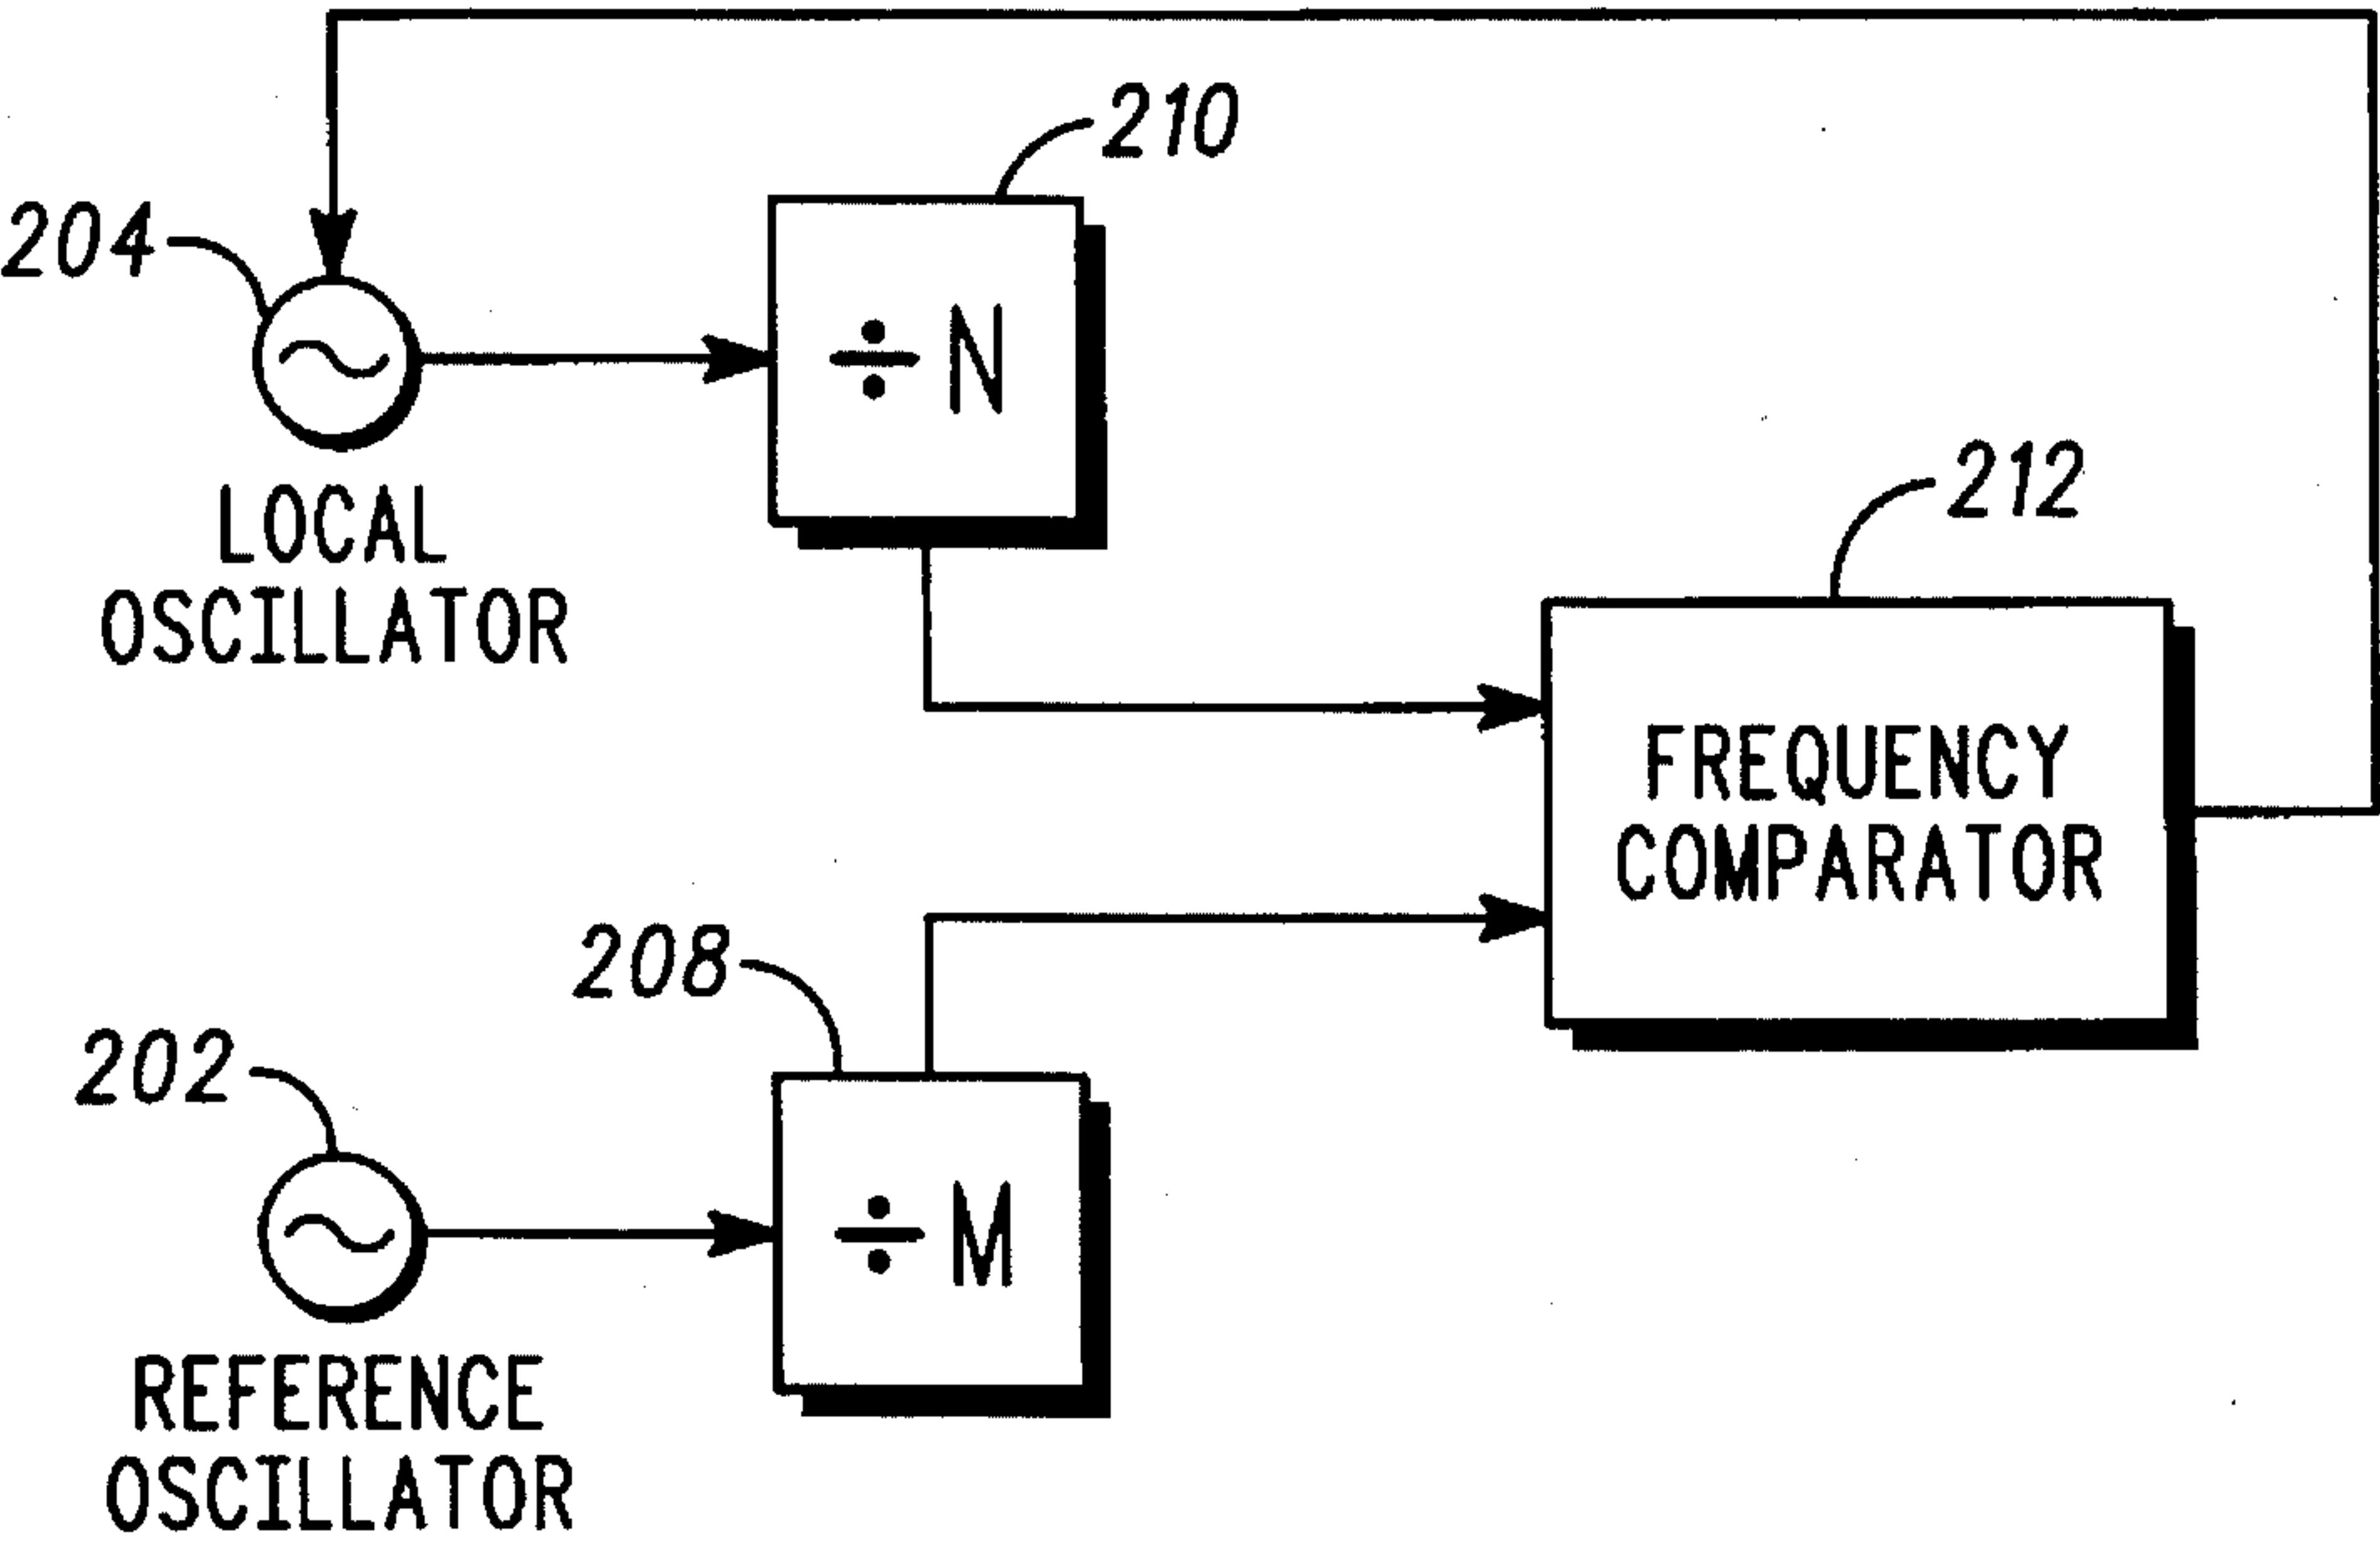 210
204
÷ N
LOCAL
OSCILLATOR
212
FREQUENCY
COMPARATOR
208
202
÷ M
REFERENCE
OSCILLATOR